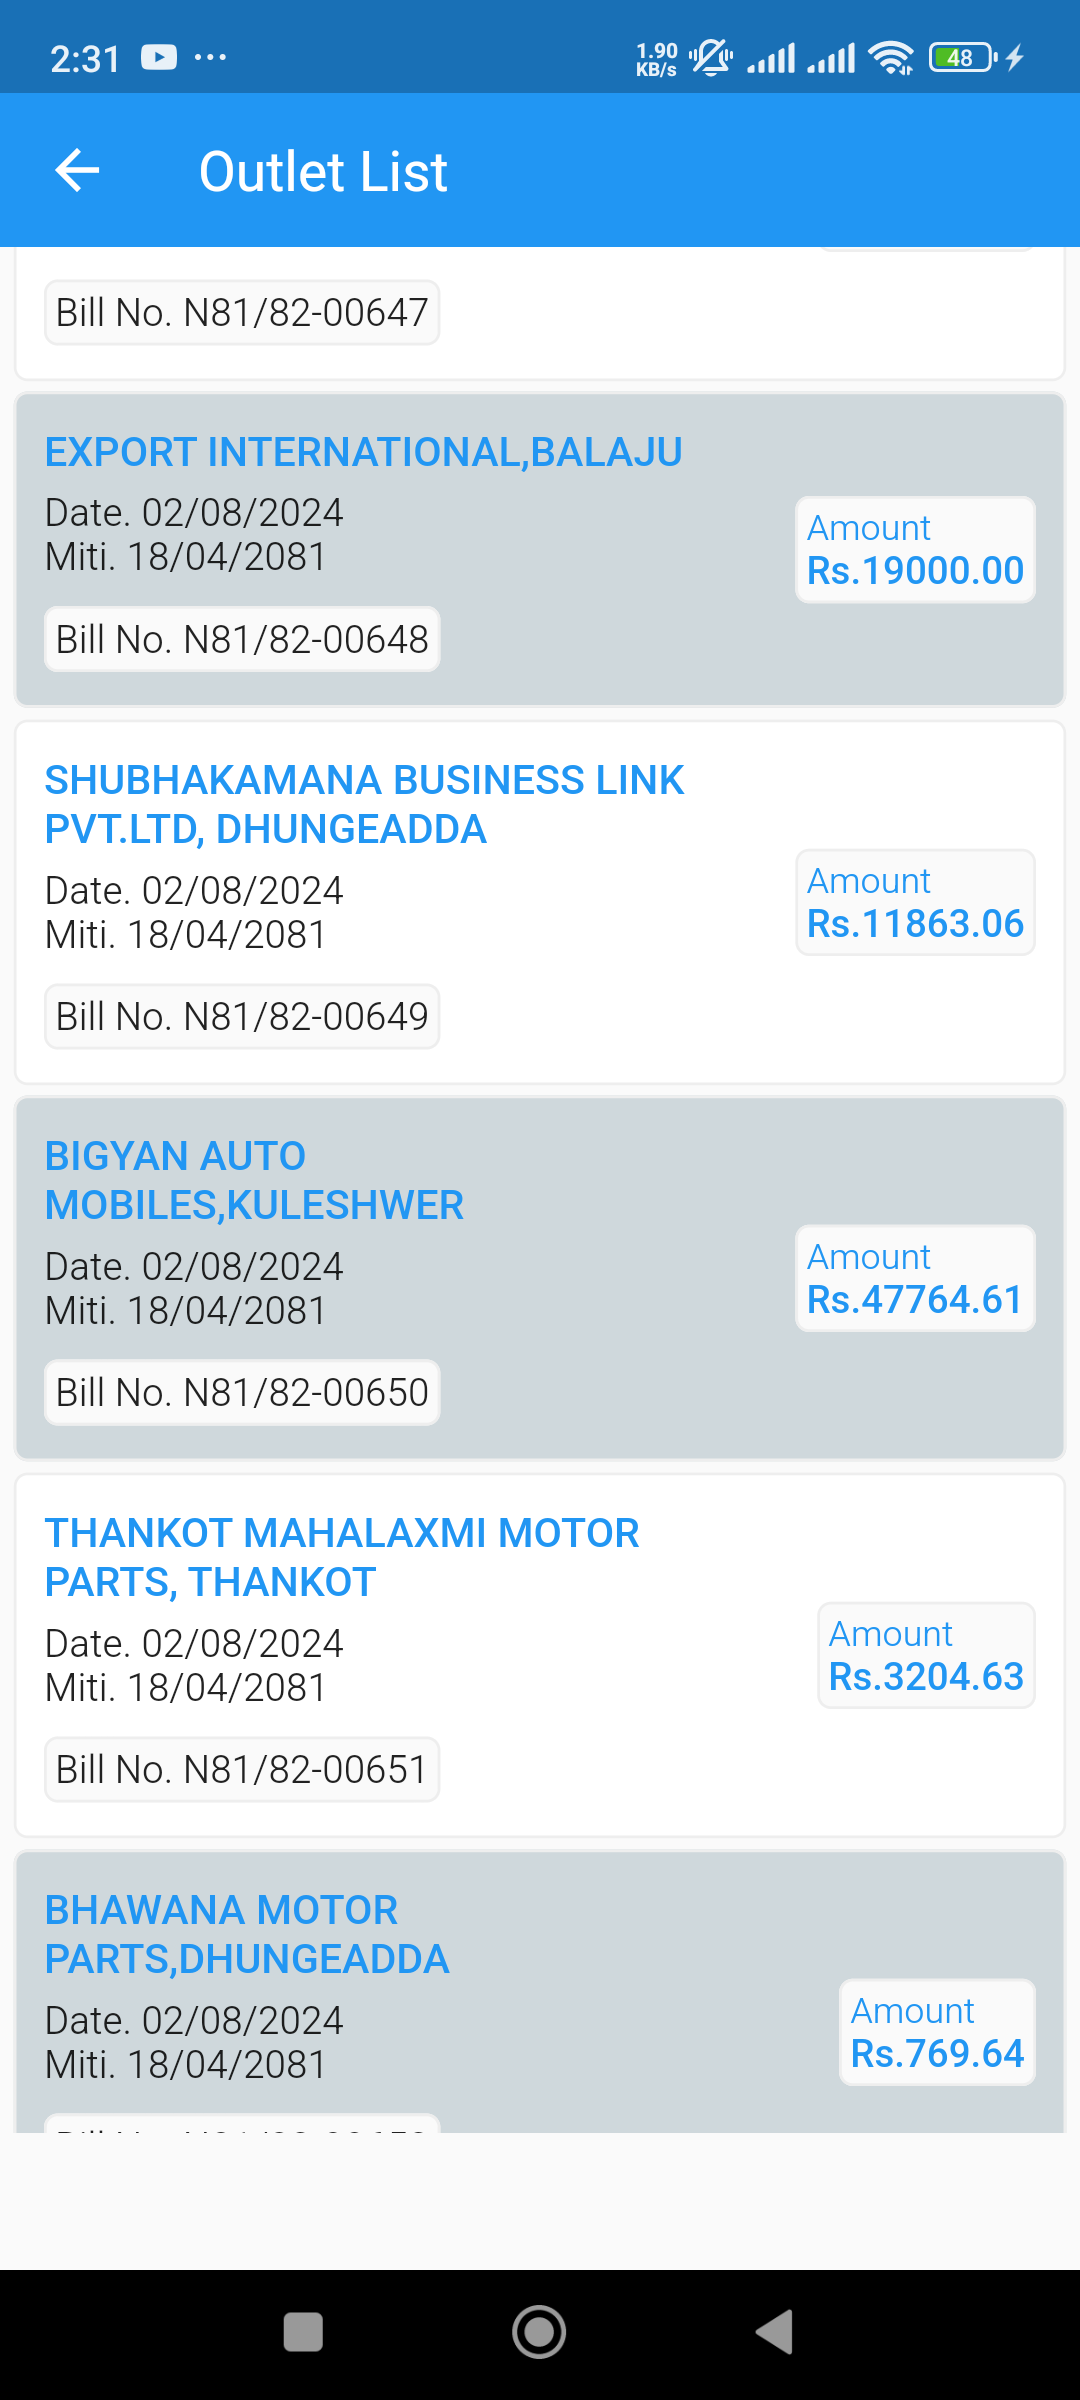 2:31
1.90
KB/s
48
Outlet List
Bill No. N81/82-00647
EXPORT INTERNATIONAL,BALAJU
Date. 02/08/2024
Miti. 18/04/2081
Amount
Rs.19000.00
Bill No. N81/82-00648
SHUBHAKAMANA BUSINESS LINK
PVT.LTD, DHUNGEADDA
Date. 02/08/2024
Miti. 18/04/2081
Amount
Rs.11863.06
Bill No. N81/82-00649
BIGYAN AUTO
MOBILES,KULESHWER
Date. 02/08/2024
Miti. 18/04/2081
Amount
Rs.47764.61
Bill No. N81/82-00650
THANKOT MAHALAXMI MOTOR
PARTS, THANKOT
Date. 02/08/2024
Miti. 18/04/2081
Amount
Rs.3204.63
Bill No. N81/82-00651
BHAWANA MOTOR
PARTS,DHUNGEADDA
Date. 02/08/2024
Miti. 18/04/2081
Amount
Rs.769.64